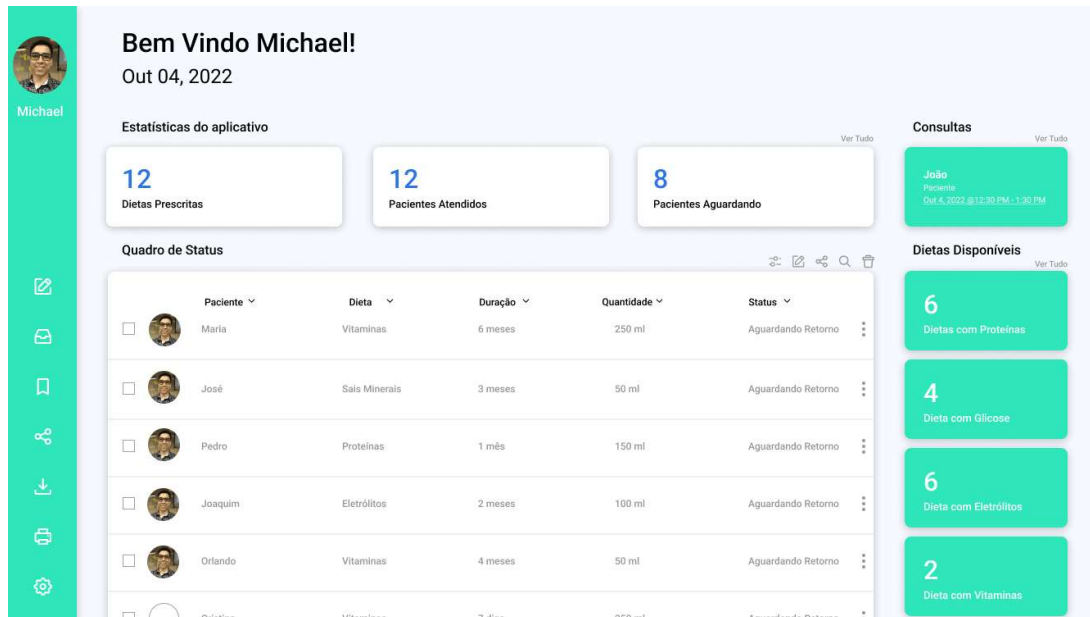 Michael
Bem Vindo Michael!
Out 04, 2022
Estatísticas do aplicativo
Ver Tudo
12
Dietas Prescritas
12
Pacientes Atendidos
8
Pacientes Aguardando
Consultas
Ver Tudo
João
Paciente
Out 4, 2022 @12:30 PM - 1:30 PM
Quadro de Status
Paciente Dieta Duração Quantidade Status
Maria Vitaminas 6 meses 250 ml Aguardando Retorno
José Sais Minerais 3 meses 50 ml Aguardando Retorno
Pedro Proteínas 1 mês 150 ml Aguardando Retorno
Joaquim Eletrólitos 2 meses 100 ml Aguardando Retorno
Orlando Vitaminas 4 meses 50 ml Aguardando Retorno
Dietas Disponíveis
Ver Tudo
6
Dietas com Proteínas
4
Dieta com Glicose
6
Dieta com Eletrólitos
2
Dieta com Vitaminas